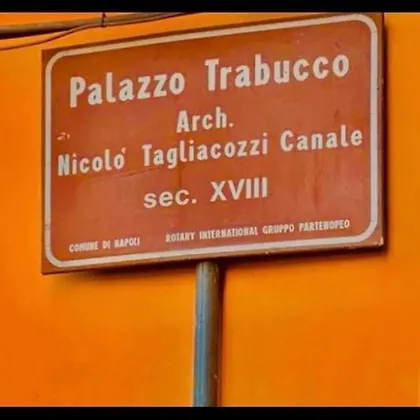 Palazzo Trabucco
Arch.
Nicolo' Tagliacozzi Canale
sec. XVIII
COMUNE DI NAPOLI ROTARY INTERNATIONAL GRUPPO PARTENOPEO